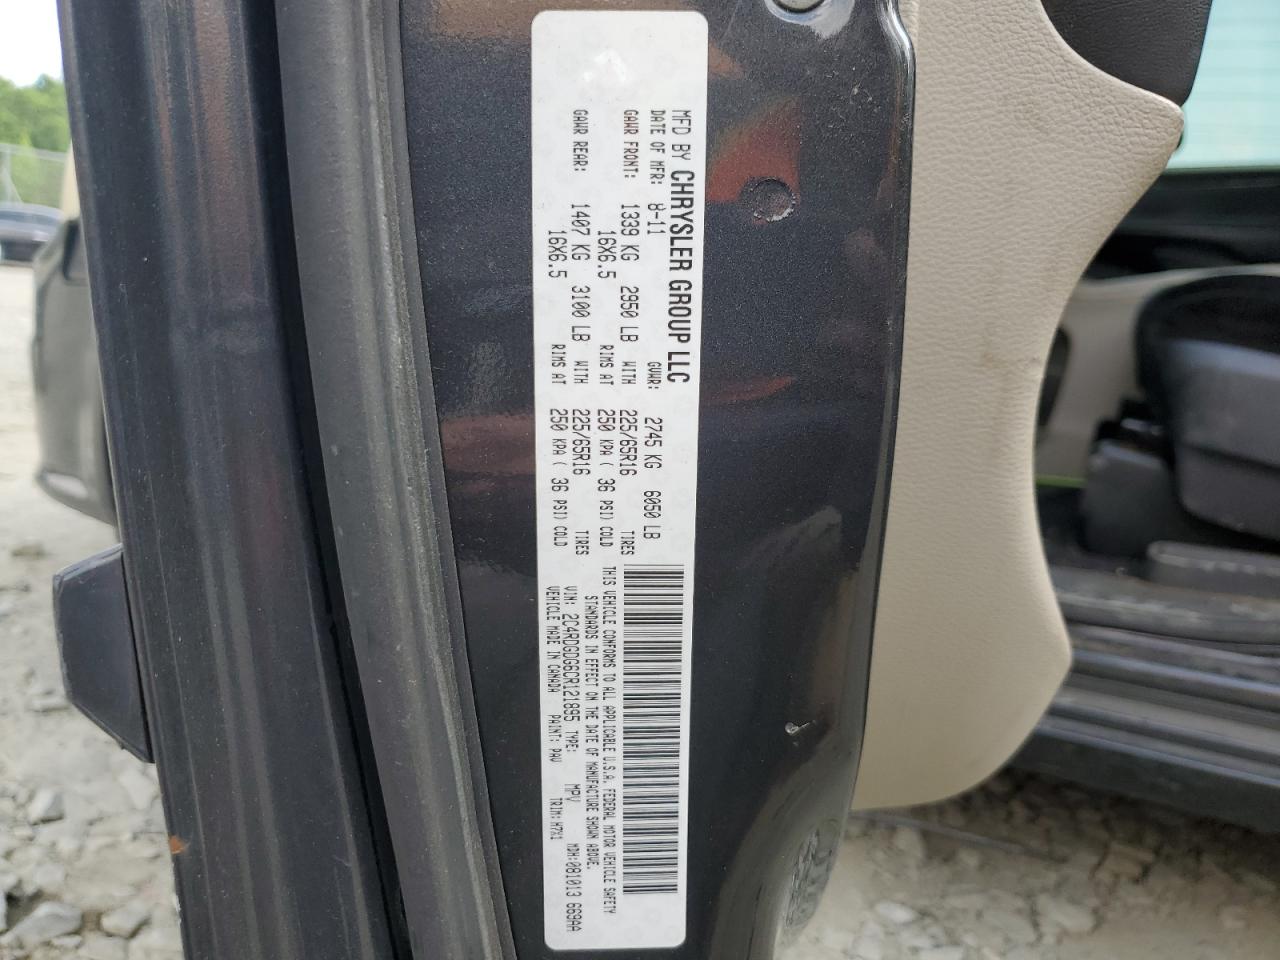 MFD BY CHRYSLER GROUP LLC
DATE OF MFR: 8-11 GVWR: 2745 KG 6050 LB
GAWR FRONT: 1339 KG 2950 LB WITH 225/65R16 TIRES
16X6.5 RIMS AT 250 KPA ( 36 PSI) COLD
GAWR REAR: 1407 KG 3100 LB WITH 225/65R16 TIRES
16X6.5 RIMS AT 250 KPA ( 36 PSI) COLD
THIS VEHICLE CONFORMS TO ALL APPLICABLE U.S.A. FEDERAL MOTOR VEHICLE SAFETY
STANDARDS IN EFFECT ON THE DATE OF MANUFACTURE SHOWN ABOVE.
VIN: 2C4RDGDG6CR121895 TYPE: MPV MDH:081013 669AA
VEHICLE MADE IN CANADA PAINT: PAV TRIM: H7X1